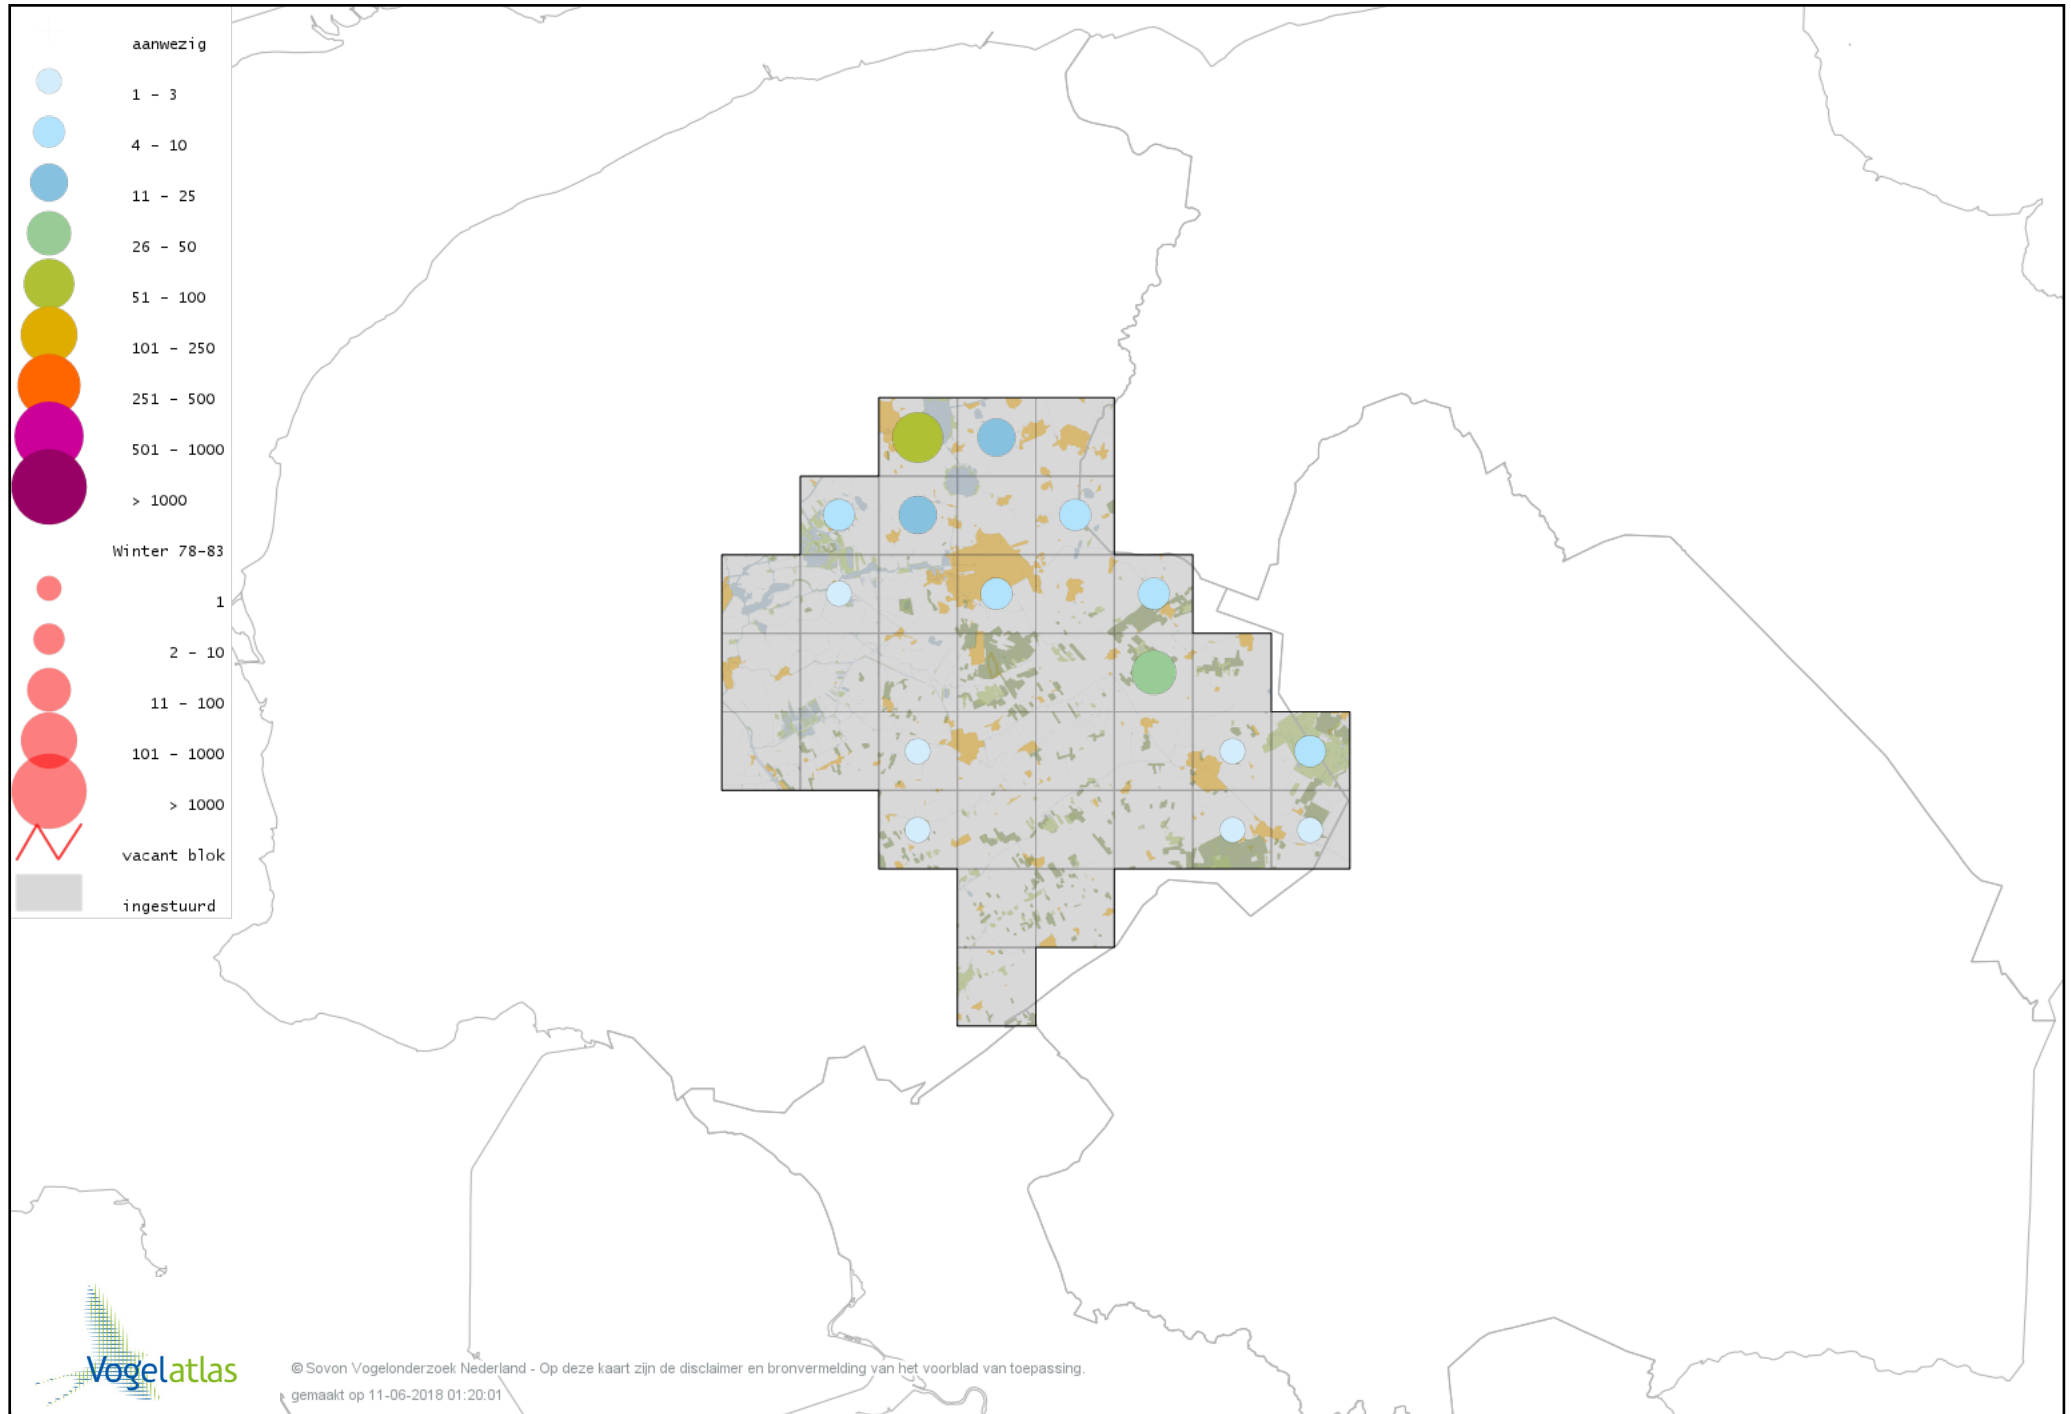 aanwezig
1 - 3
4 - 10
11 - 25
26 - 50
51 - 100
101 - 250
251 - 500
501 - 1000
> 1000
Winter 78-83
1
2 - 10
11 - 100
101 - 1000
> 1000
vacant blok
ingestuurd
Vogelatlas
© Sovon Vogelonderzoek Nederland - Op deze kaart zijn de disclaimer en bronvermelding van het voorblad van toepassing.
gemaakt op 11-06-2018 01:20:01